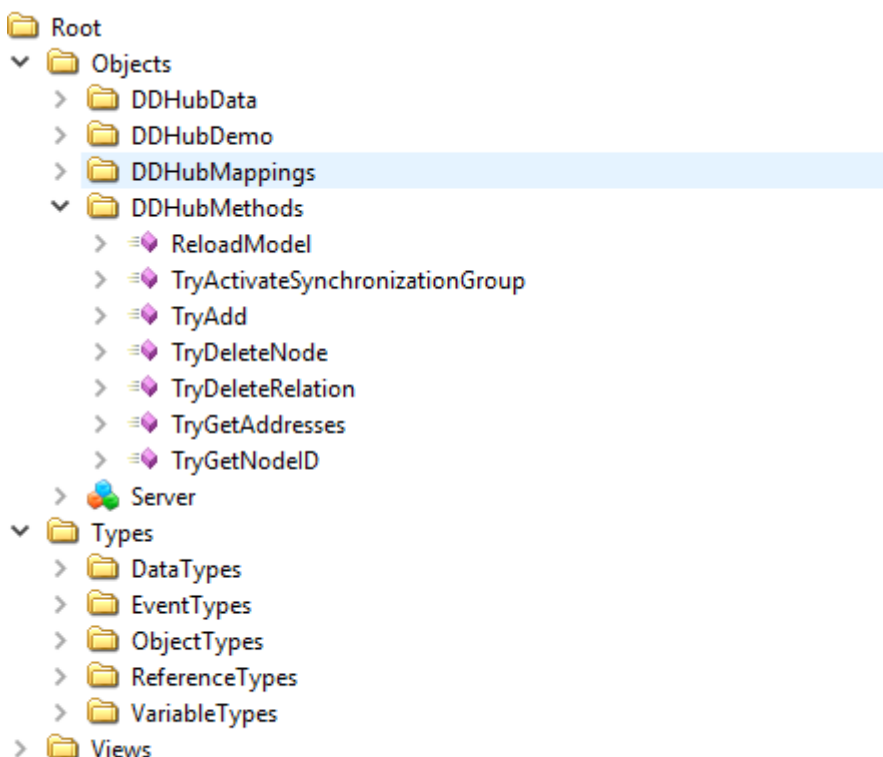 Root
Objects
DDHubData
DDHubDemo
DDHubMappings
DDHubMethods
ReloadModel
TryActivateSynchronizationGroup
TryAdd
TryDeleteNode
TryDeleteRelation
TryGetAddresses
TryGetNodeID
Server
Types
DataTypes
EventTypes
ObjectTypes
ReferenceTypes
VariableTypes
Views